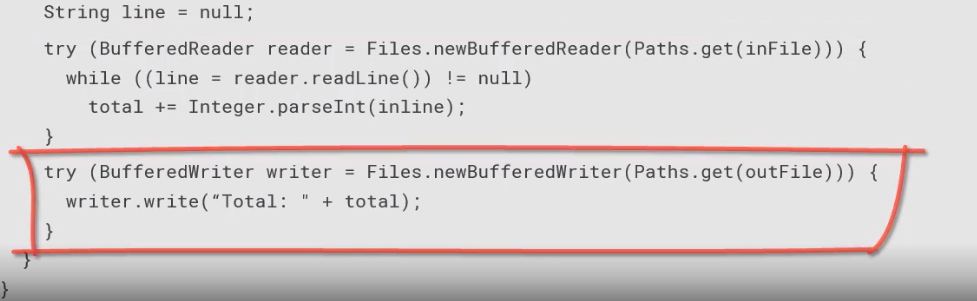 String line = null;
try (BufferedReader reader = Files.newBufferedReader(Paths.get(inFile))) {
while ((line = reader.readLine()) != null)
total += Integer.parseInt(inline);
}
try (BufferedWriter writer = Files.newBufferedWriter(Paths.get(outFile))) {
writer.write(“Total: " + total);
}
}
}